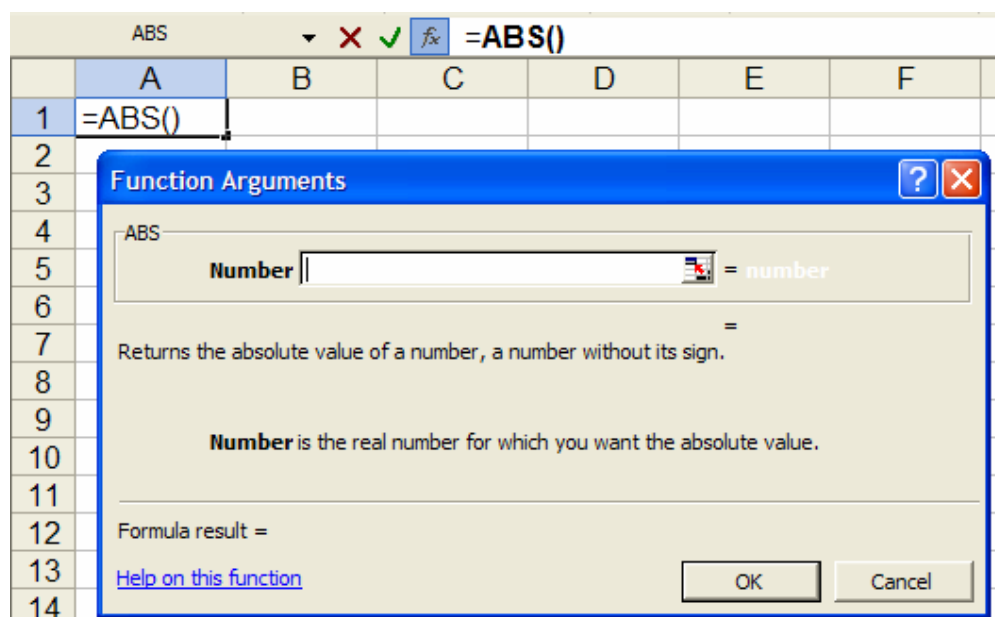 ABS =ABS()
A B C D E F
1 =ABS()
2
Function Arguments
3
4 ABS
5 Number = number
6
=
7 Returns the absolute value of a number, a number without its sign.
8
9
10 Number is the real number for which you want the absolute value.
11
12 Formula result =
13 Help on this function OK Cancel
14